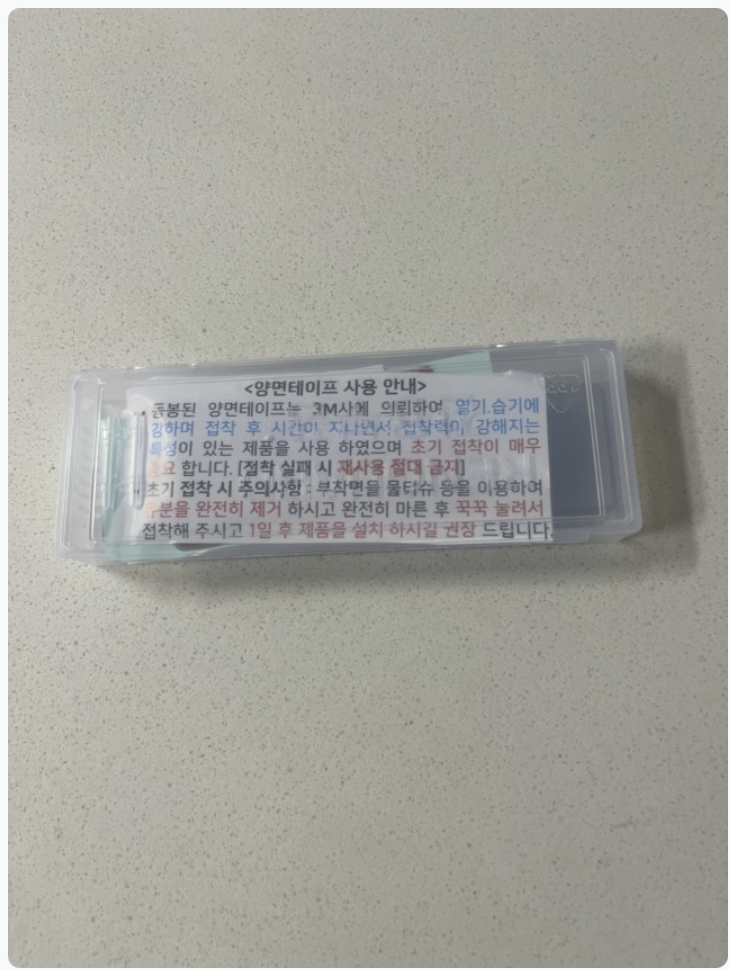 <양면테이프 사용 안내>
동봉된 양면테이프는 3M사에 의뢰하여 열기.습기에
강하며 접착 후 시간이 지나면서 접착력이 강해지는
특성이 있는 제품을 사용 하였으며 초기 접착이 매우
중요 합니다. [접착 실패 시 재사용 절대 금지]
초기 접착 시 주의사항 : 부착면을 물티슈 등을 이용하여
수분을 완전히 제거 하시고 완전히 마른 후 꾹꾹 눌려서
접착해 주시고 1일 후 제품을 설치 하시길 권장 드립니다.